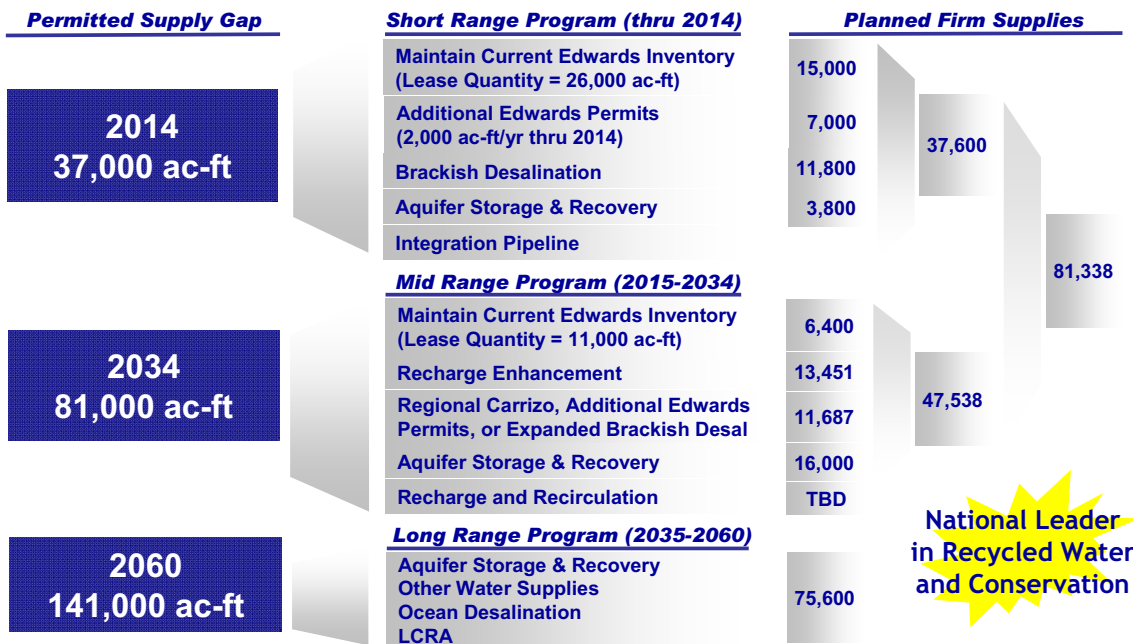 Permitted Supply Gap
2014
37,000 ac-ft
2034
81,000 ac-ft
2060
141,000 ac-ft
Short Range Program (thru 2014)
Maintain Current Edwards Inventory
(Lease Quantity = 26,000 ac-ft)
Additional Edwards Permits
(2,000 ac-ft/yr thru 2014)
Brackish Desalination
Aquifer Storage & Recovery
Integration Pipeline
Mid Range Program (2015-2034)
Maintain Current Edwards Inventory
(Lease Quantity = 11,000 ac-ft)
Recharge Enhancement
Regional Carrizo, Additional Edwards
Permits, or Expanded Brackish Desal
Aquifer Storage & Recovery
Recharge and Recirculation
Long Range Program (2035-2060)
Aquifer Storage & Recovery
Other Water Supplies
Ocean Desalination
LCRA
Planned Firm Supplies
15,000
7,000
11,800
3,800
37,600
6,400
13,451
11,687
16,000
TBD
47,538
81,338
75,600
National Leader
in Recycled Water
and Conservation